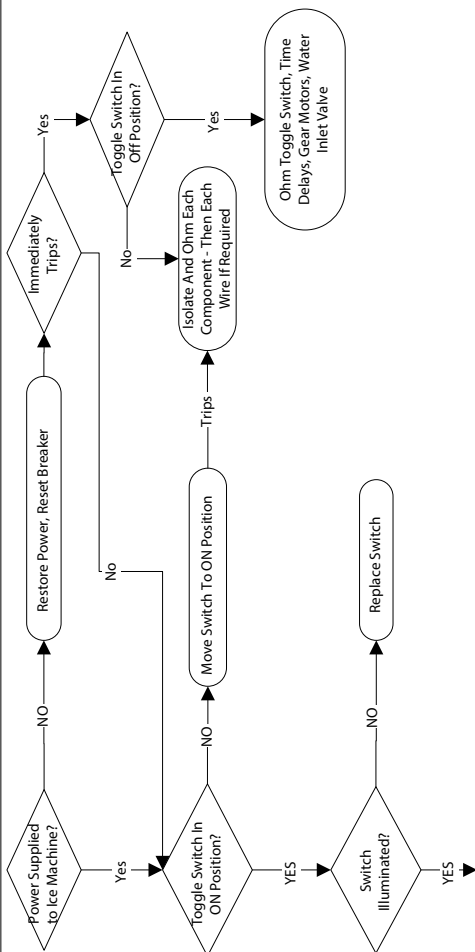 Power Supplied
to Ice Machine?
NO
Restore Power, Reset Breaker
Immediately
Trips?
Yes
Toggle Switch In
Off Position?
Yes
Ohm Toggle Switch, Time
Delays, Gear Motors, Water
Inlet Valve
No
Isolate And Ohm Each
Component - Then Each
Wire If Required
No
Yes
Toggle Switch In
ON Position?
NO
Move Switch To ON Position
Trips
YES
Switch
Illuminated?
NO
Replace Switch
YES